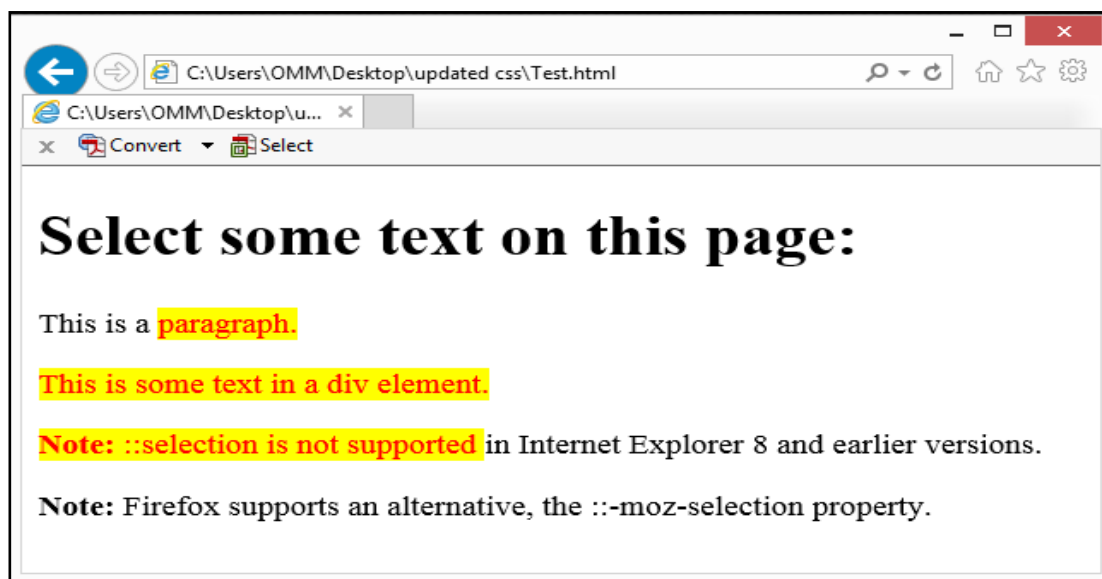 C:\Users\OMM\Desktop\updated css\Test.html
C:\Users\OMM\Desktop\u...
Convert Select
Select some text on this page:
This is a paragraph.
This is some text in a div element.
Note: ::selection is not supported in Internet Explorer 8 and earlier versions.
Note: Firefox supports an alternative, the ::-moz-selection property.